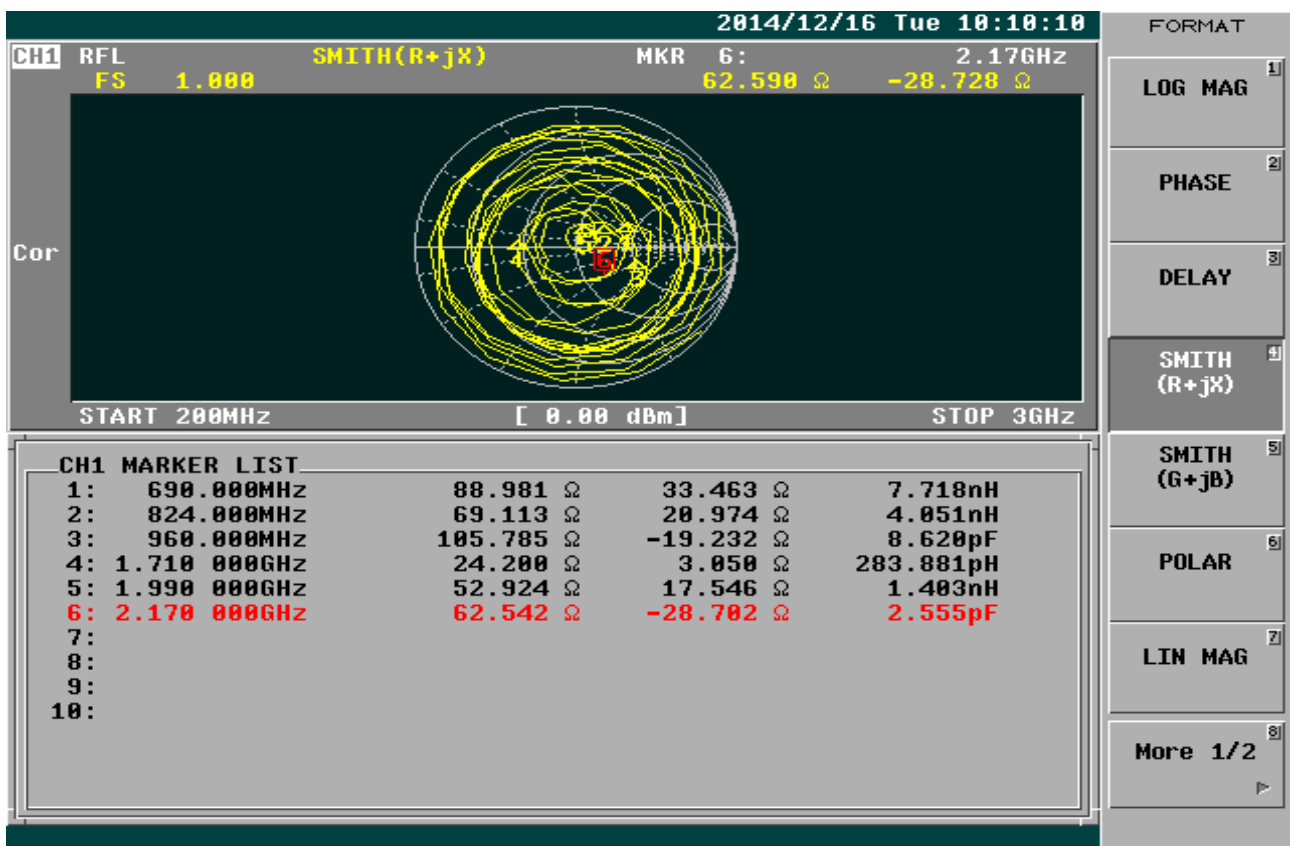 2014/12/16 Tue 10:10:10
CH1 RFL SMITH(R+jX) MKR 6: 2.17GHz
FS 1.000 62.590 Ω -28.728 Ω
Cor
4 5 2 6 3
START 200MHz [ 0.00 dBm] STOP 3GHz
CH1 MARKER LIST
1: 690.000MHz 88.981 Ω 33.463 Ω 7.718nH
2: 824.000MHz 69.113 Ω 20.974 Ω 4.051nH
3: 960.000MHz 105.785 Ω -19.232 Ω 8.620pF
4: 1.710 000GHz 24.200 Ω 3.050 Ω 283.881pH
5: 1.990 000GHz 52.924 Ω 17.546 Ω 1.403nH
6: 2.170 000GHz 62.542 Ω -28.702 Ω 2.555pF
7:
8:
9:
10:
FORMAT
1
LOG MAG
2
PHASE
3
DELAY
4
SMITH
(R+jX)
5
SMITH
(G+jB)
6
POLAR
7
LIN MAG
8
More 1/2